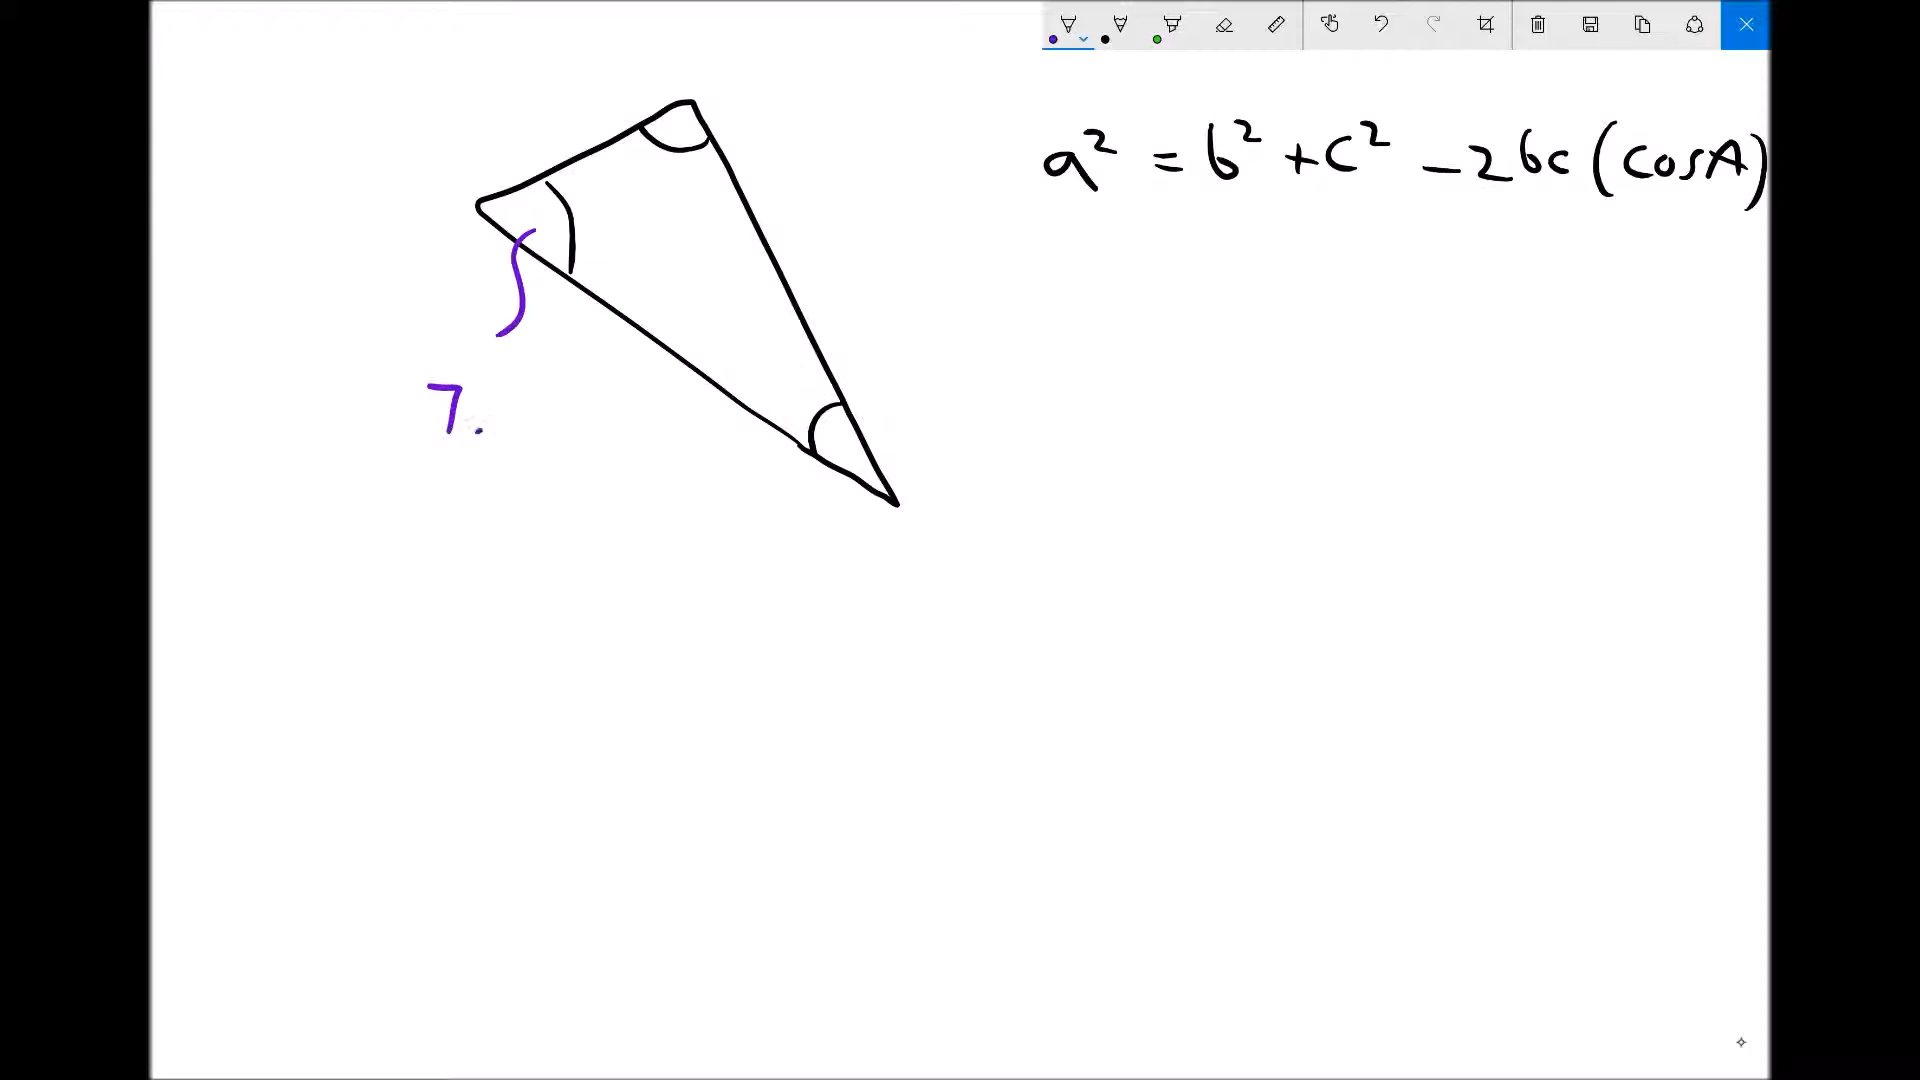 a² = b² + c² - 2bc (cosA)
7.